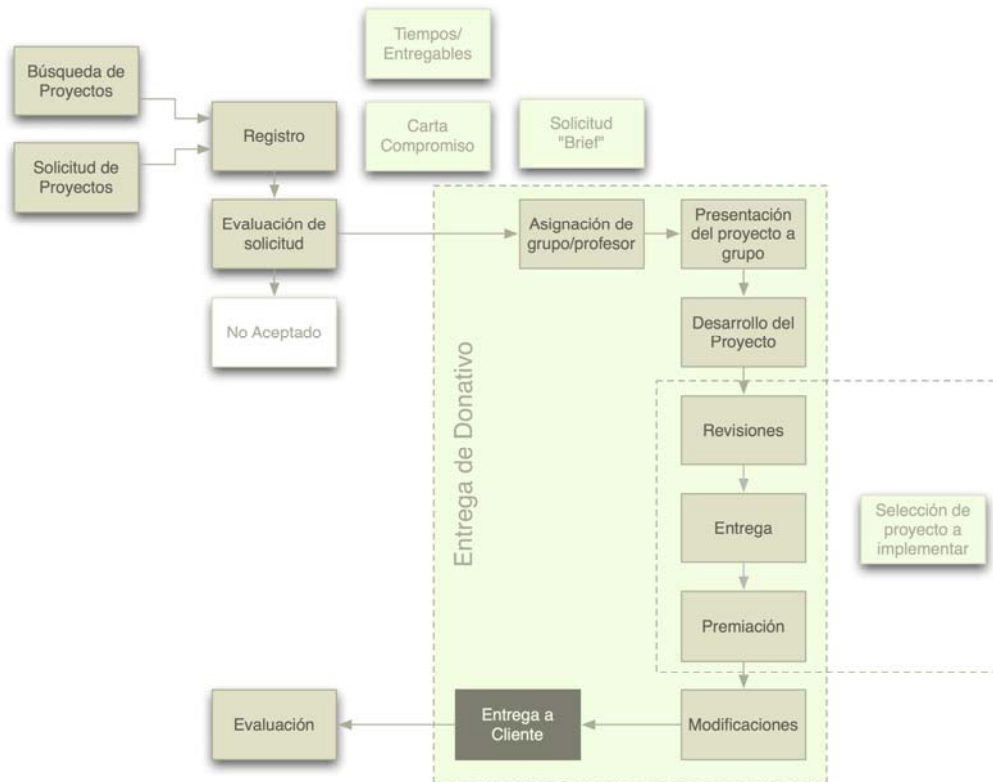 Tiempos/
Entregables
Búsqueda de
Proyectos
Registro
Carta
Compromiso
Solicitud
"Brief"
Solicitud de
Proyectos
Evaluación de
solicitud
Asignación de
grupo/profesor
Presentación
del proyecto a
grupo
No Aceptado
Desarrollo del
Proyecto
Entrega de Donativo
Revisiones
Entrega
Selección de
proyecto a
implementar
Premiación
Evaluación
Entrega a
Cliente
Modificaciones